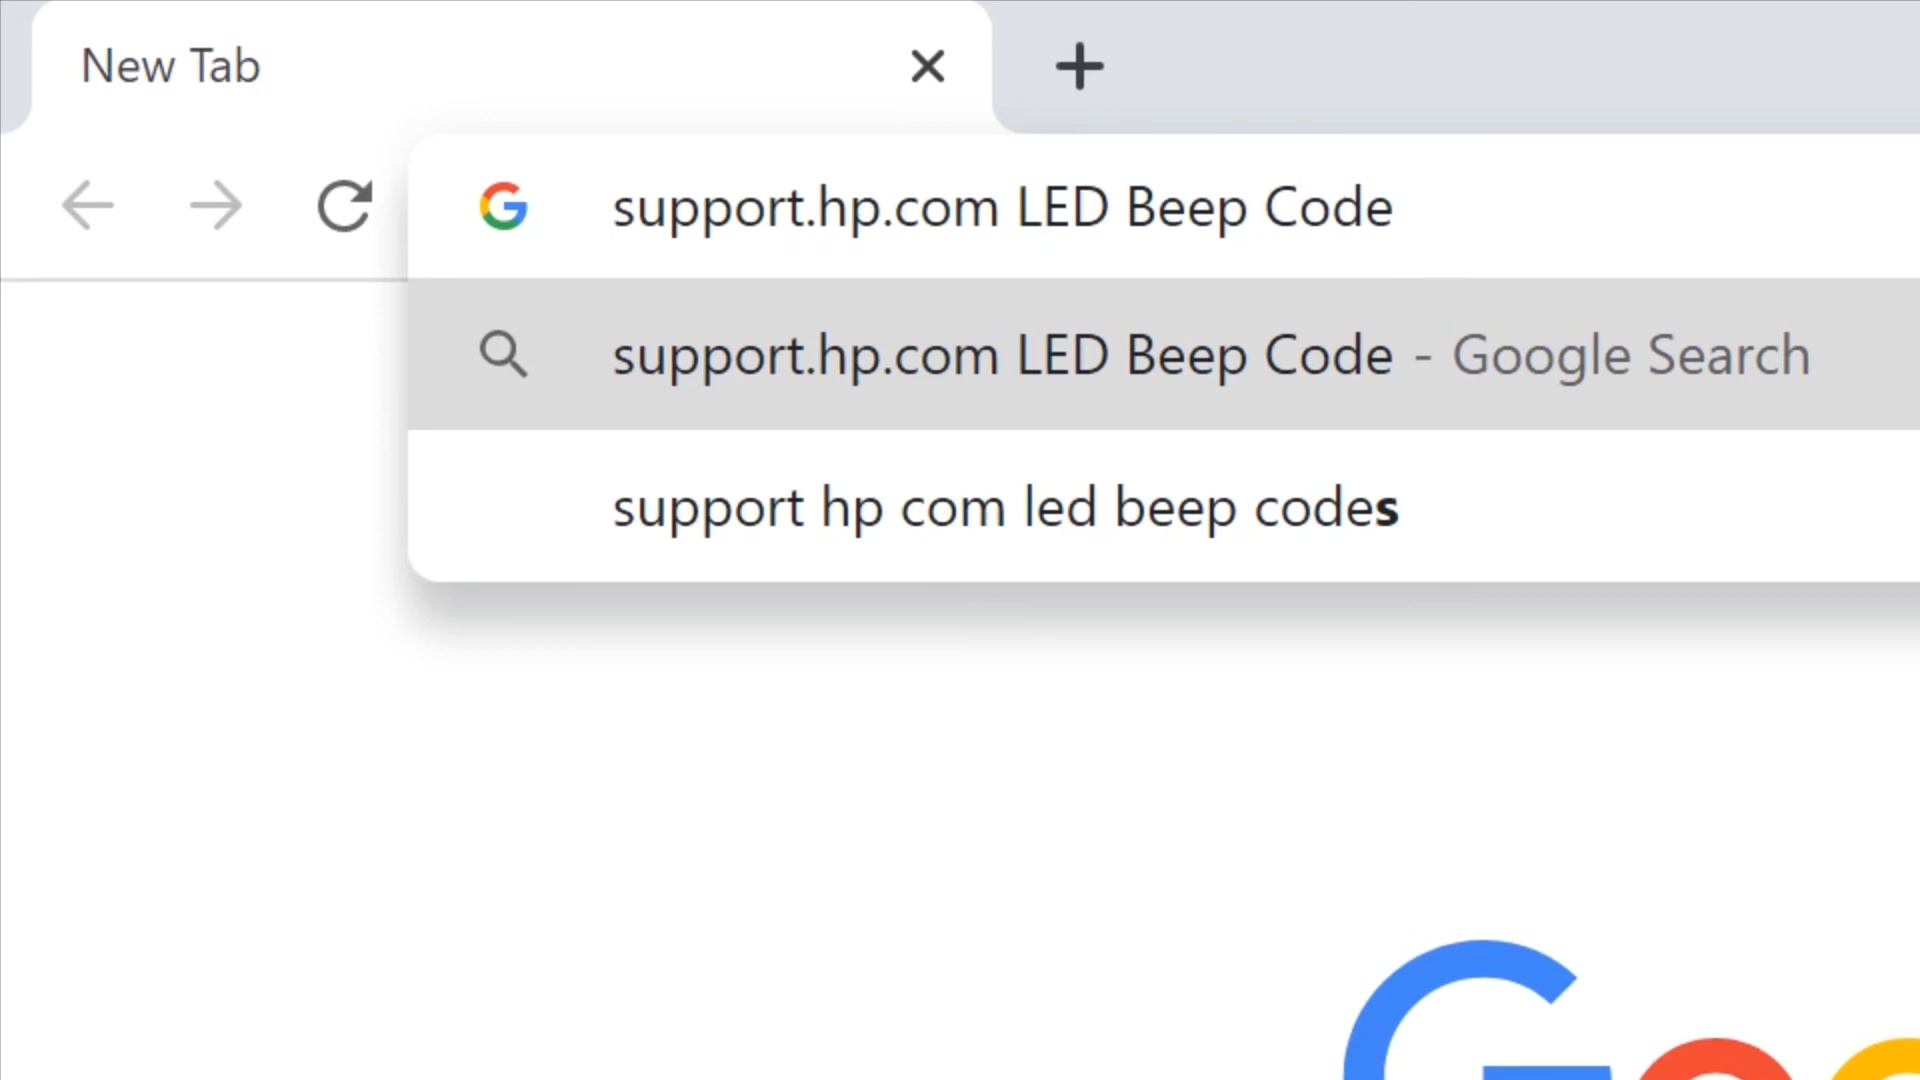 New Tab
support.hp.com LED Beep Code
support.hp.com LED Beep Code - Google Search
support hp com led beep codes